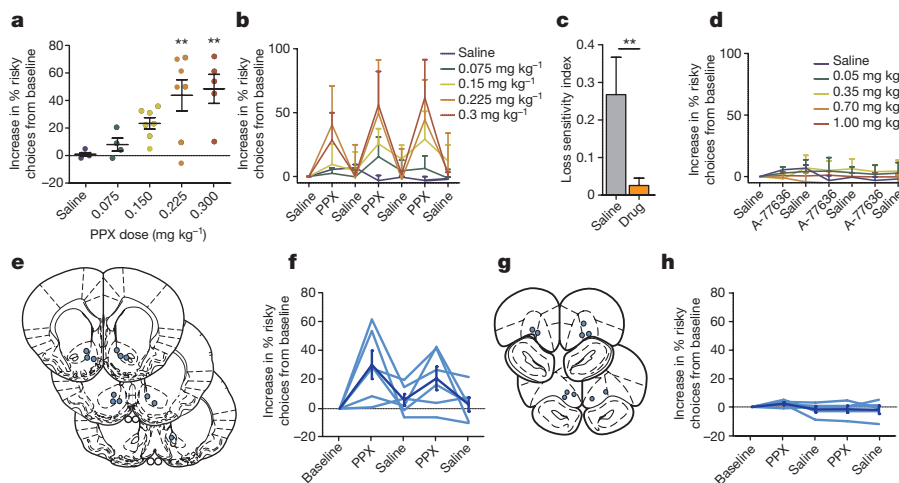 a
Increase in % risky
choices from baseline
80
60
40
20
0
−20
**
**
Saline
0.075
0.150
0.225
0.300
PPX dose (mg kg−1)
b
Increase in % risky
choices from baseline
100
50
0
Saline
0.075 mg kg−1
0.15 mg kg−1
0.225 mg kg−1
0.3 mg kg−1
Saline
PPX
Saline
PPX
Saline
PPX
Saline
c
Loss sensitivity index
0.4
0.3
0.2
0.1
0
**
Saline
Drug
d
Increase in % risky
choices from baseline
100
80
60
40
20
0
−20
Saline
0.05 mg kg
0.35 mg kg
0.70 mg kg
1.00 mg kg
Saline
A-77636
Saline
A-77636
Saline
A-77636
Saline
e
f
Increase in % risky
choices from baseline
80
60
40
20
0
−20
Baseline
PPX
Saline
PPX
Saline
g
h
Increase in % risky
choices from baseline
80
60
40
20
0
−20
Baseline
PPX
Saline
PPX
Saline